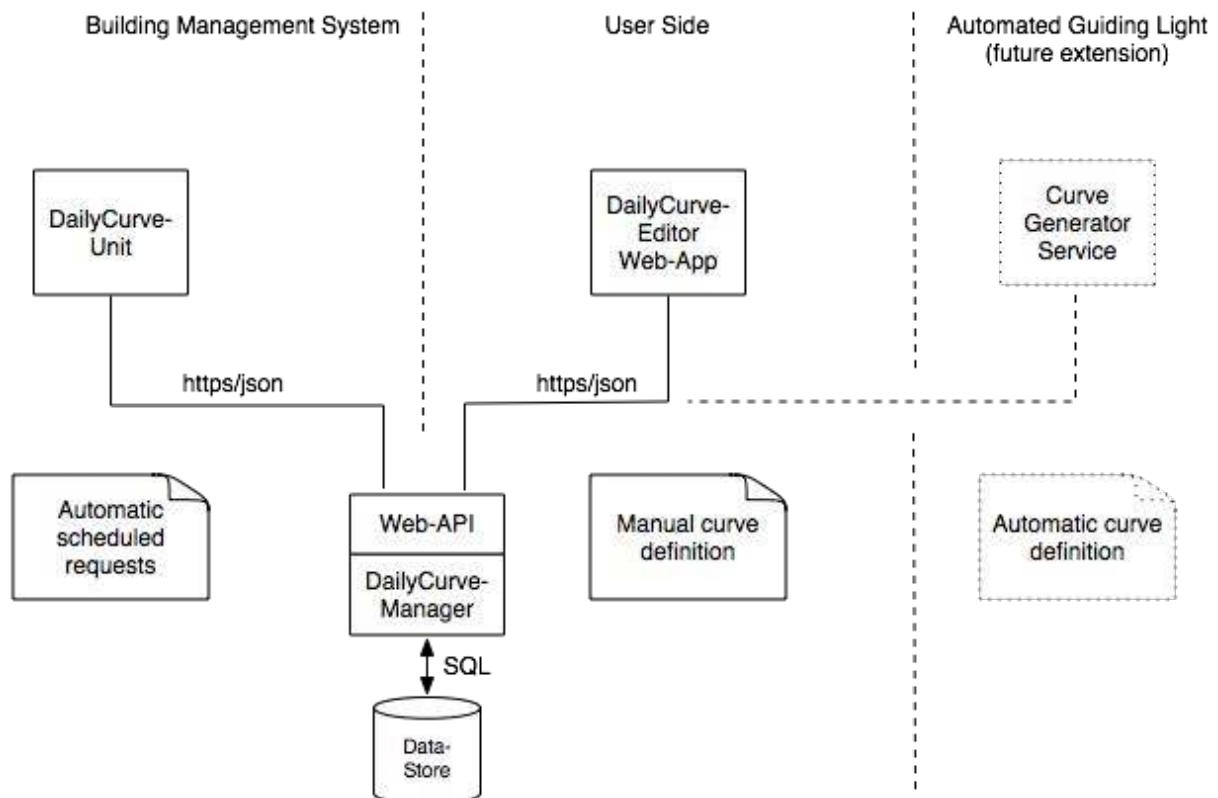 Building Management System
User Side
Automated Guiding Light
(future extension)
DailyCurve-
Unit
DailyCurve-
Editor
Web-App
Curve
Generator
Service
https/json
https/json
Automatic
scheduled
requests
Web-API
DailyCurve-
Manager
Manual curve
definition
Automatic curve
definition
SQL
Data-
Store